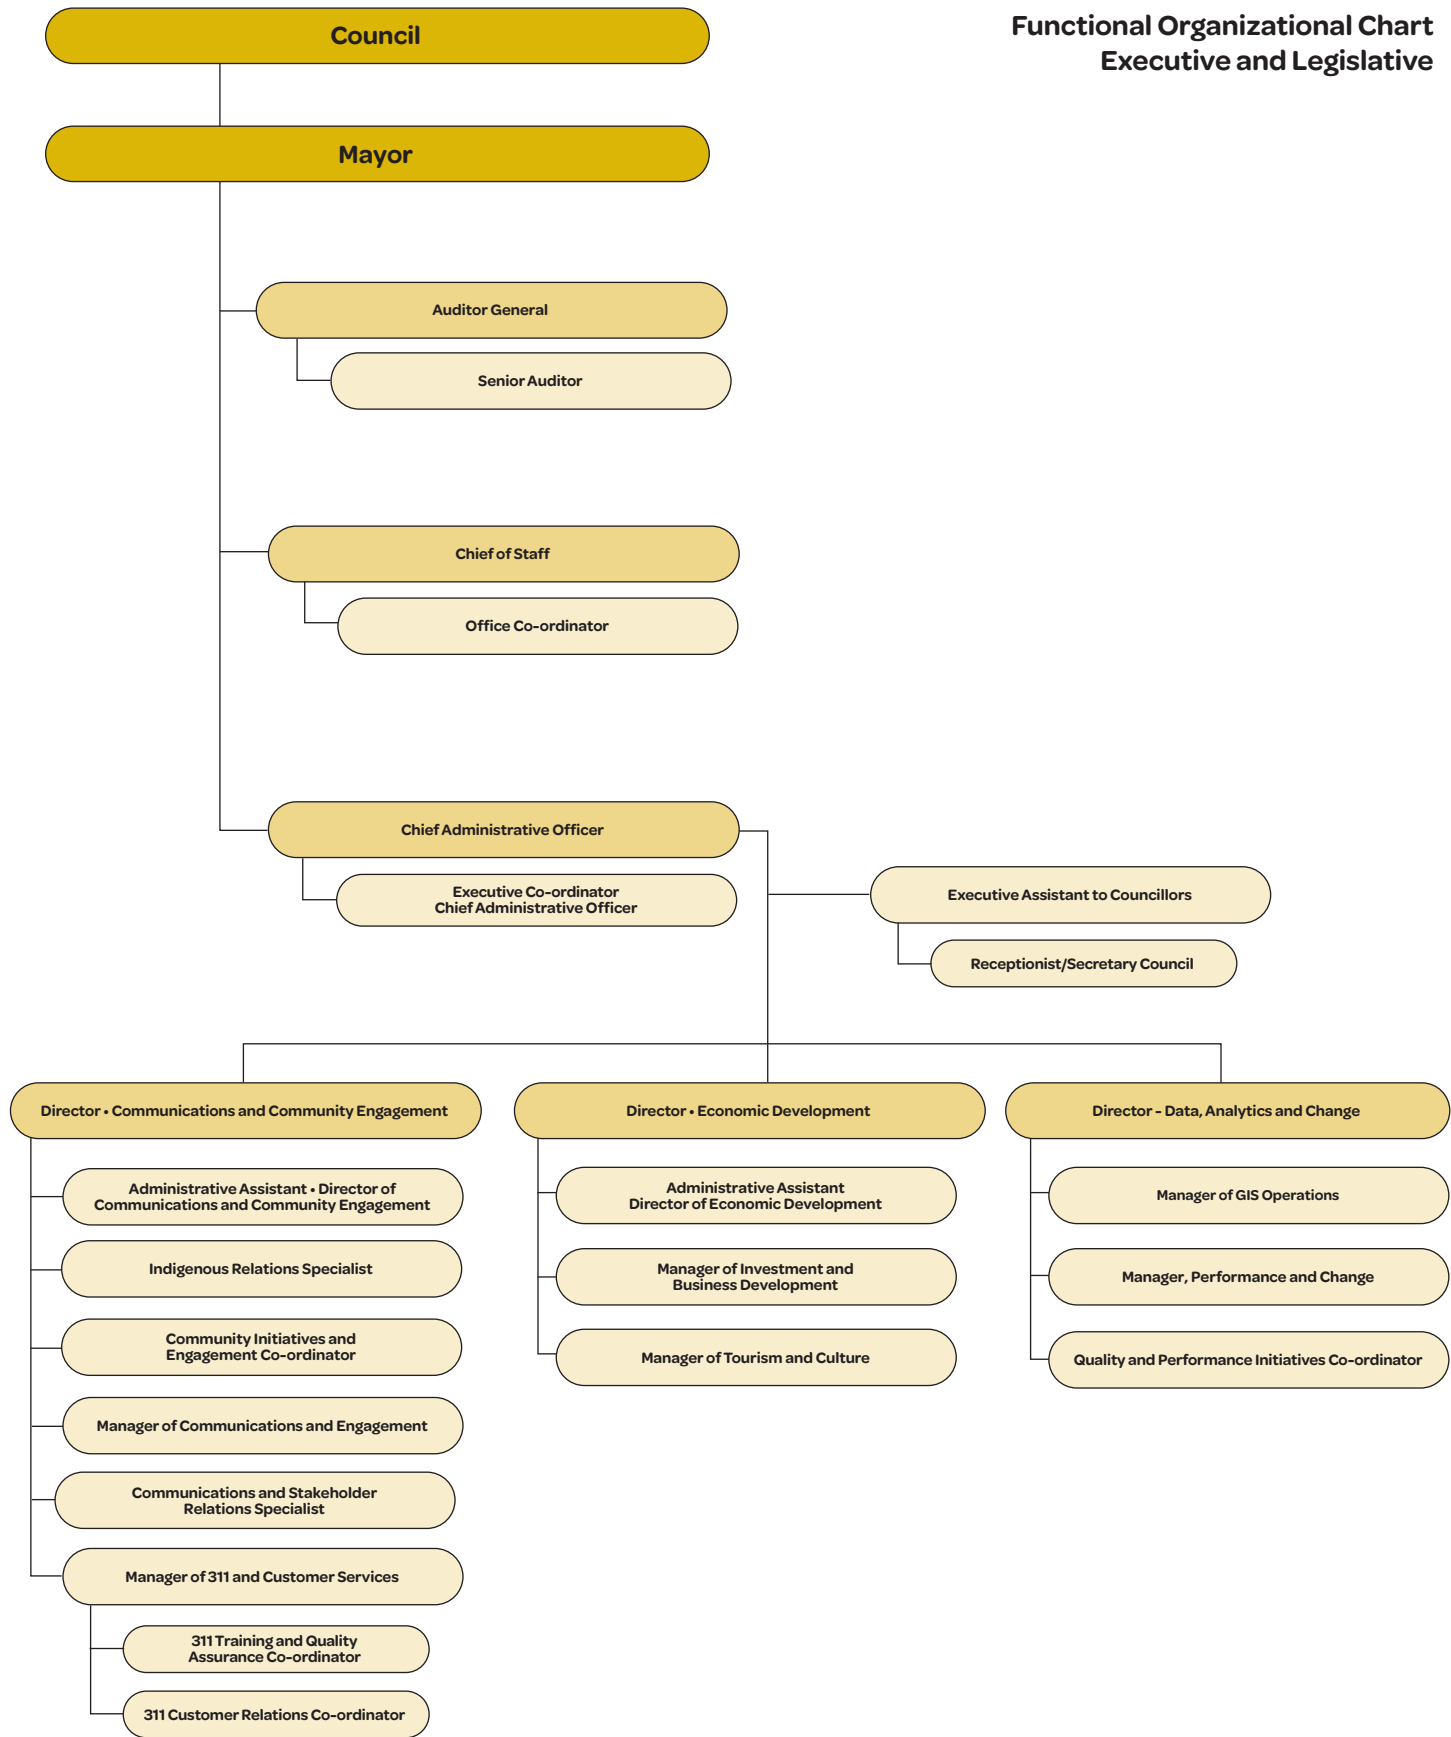 Functional Organizational Chart
Executive and Legislative
Council
Mayor
Auditor General
Senior Auditor
Chief of Staff
Office Co-ordinator
Chief Administrative Officer
Executive Co-ordinator
Chief Administrative Officer
Executive Assistant to Councillors
Receptionist/Secretary Council
Director • Communications and Community Engagement
Administrative Assistant • Director of
Communications and Community Engagement
Indigenous Relations Specialist
Community Initiatives and
Engagement Co-ordinator
Manager of Communications and Engagement
Communications and Stakeholder
Relations Specialist
Manager of 311 and Customer Services
311 Training and Quality
Assurance Co-ordinator
311 Customer Relations Co-ordinator
Director • Economic Development
Administrative Assistant
Director of Economic Development
Manager of Investment and
Business Development
Manager of Tourism and Culture
Director - Data, Analytics and Change
Manager of GIS Operations
Manager, Performance and Change
Quality and Performance Initiatives Co-ordinator